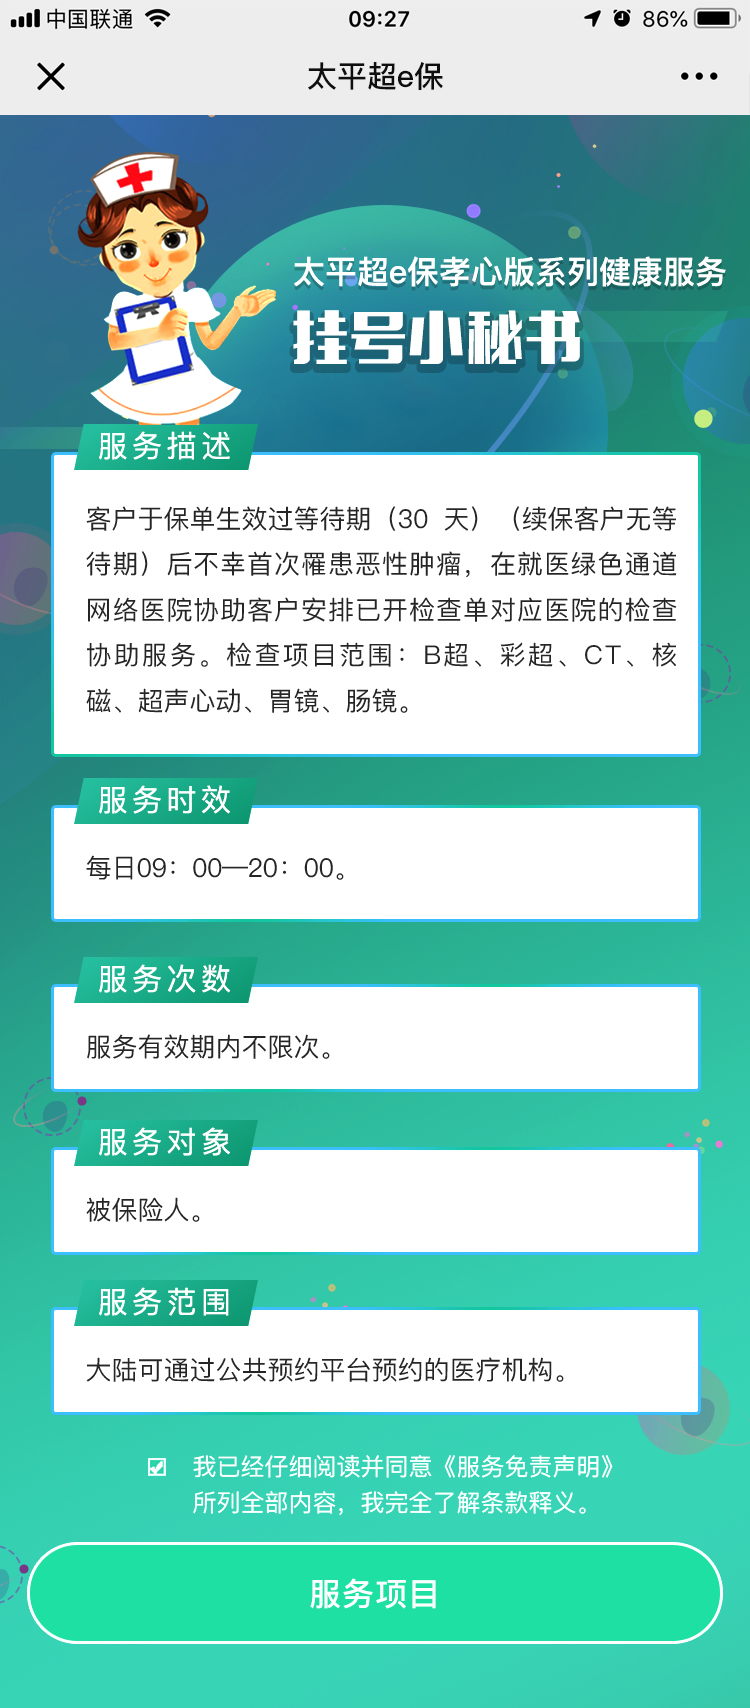 中国联通
09:27
86%
太平超e保
太平超e保孝心版系列健康服务
挂号小秘书
服务描述
客户于保单生效过等待期（30 天）（续保客户无等
待期）后不幸首次罹患恶性肿瘤，在就医绿色通道
网络医院协助客户安排已开检查单对应医院的检查
协助服务。检查项目范围：B超、彩超、CT、核
磁、超声心动、胃镜、肠镜。
服务时效
每日09：00—20：00。
服务次数
服务有效期内不限次。
服务对象
被保险人。
服务范围
大陆可通过公共预约平台预约的医疗机构。
我已经仔细阅读并同意《服务免责声明》
所列全部内容，我完全了解条款释义。
服务项目